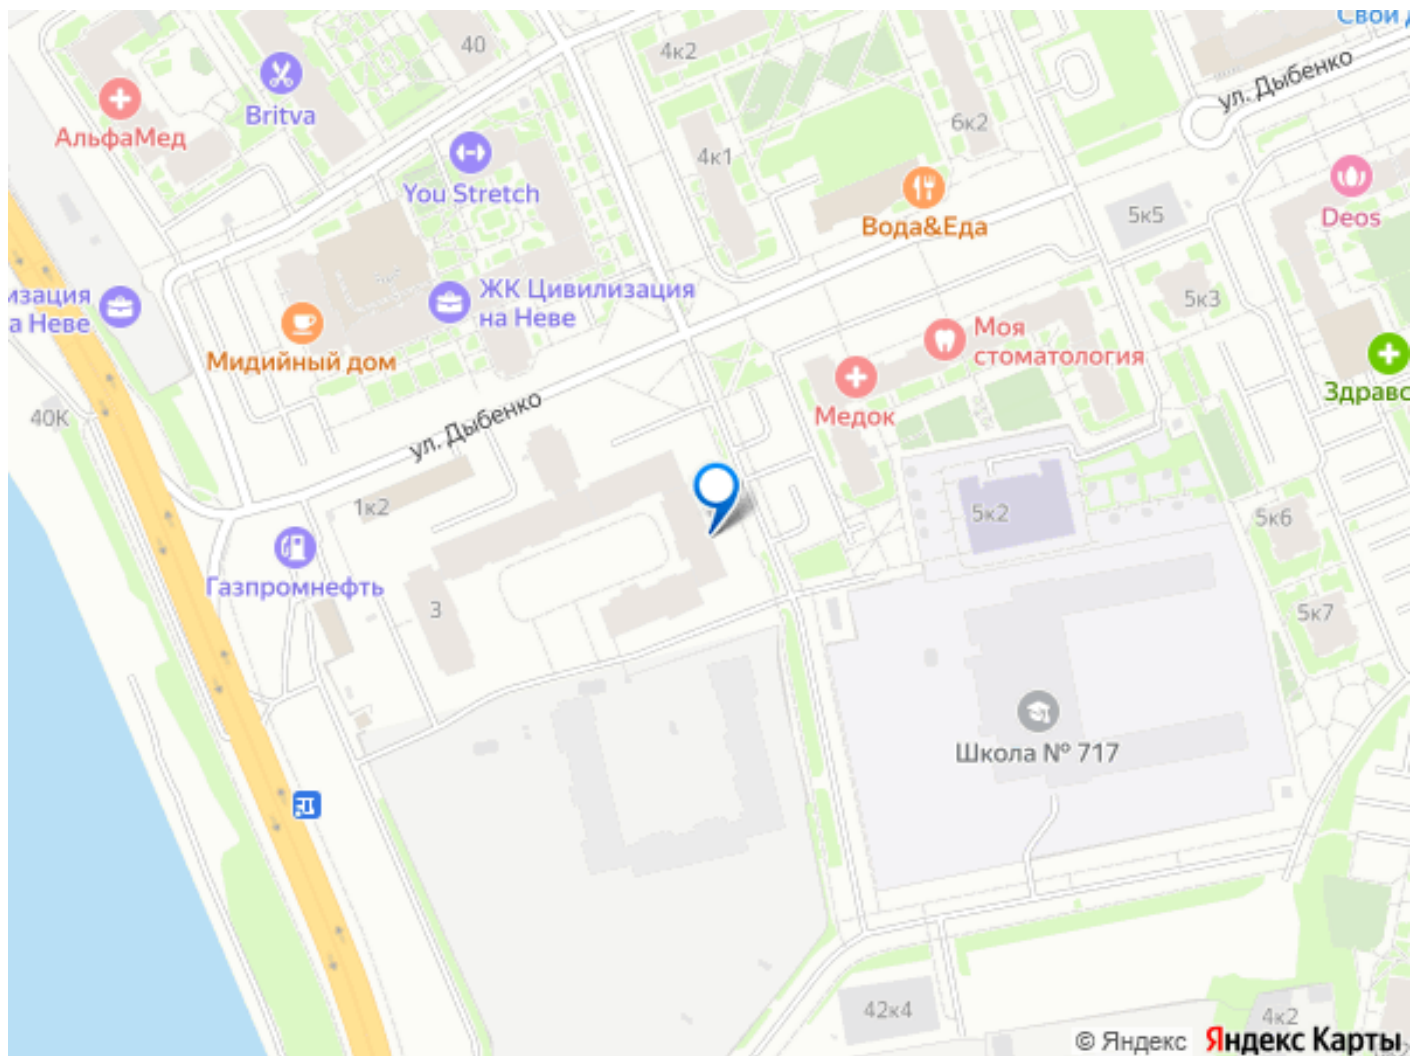 Свой
40
4к2
ул. Дыбенко
Britva
АльфаМед
6к2
4к1
You Stretch
Вода&Еда
5к5
Deos
изация
а Неве
ЖК Цивилизация
на Неве
5к3
Моя
стоматология
Мидийный дом
Здравс
40К
ул. Дыбенко
Медок
1к2
5к2
5к6
Газпромнефть
3
5к7
Школа № 717
42к4
4к2
© Яндекс Яндекс Карты